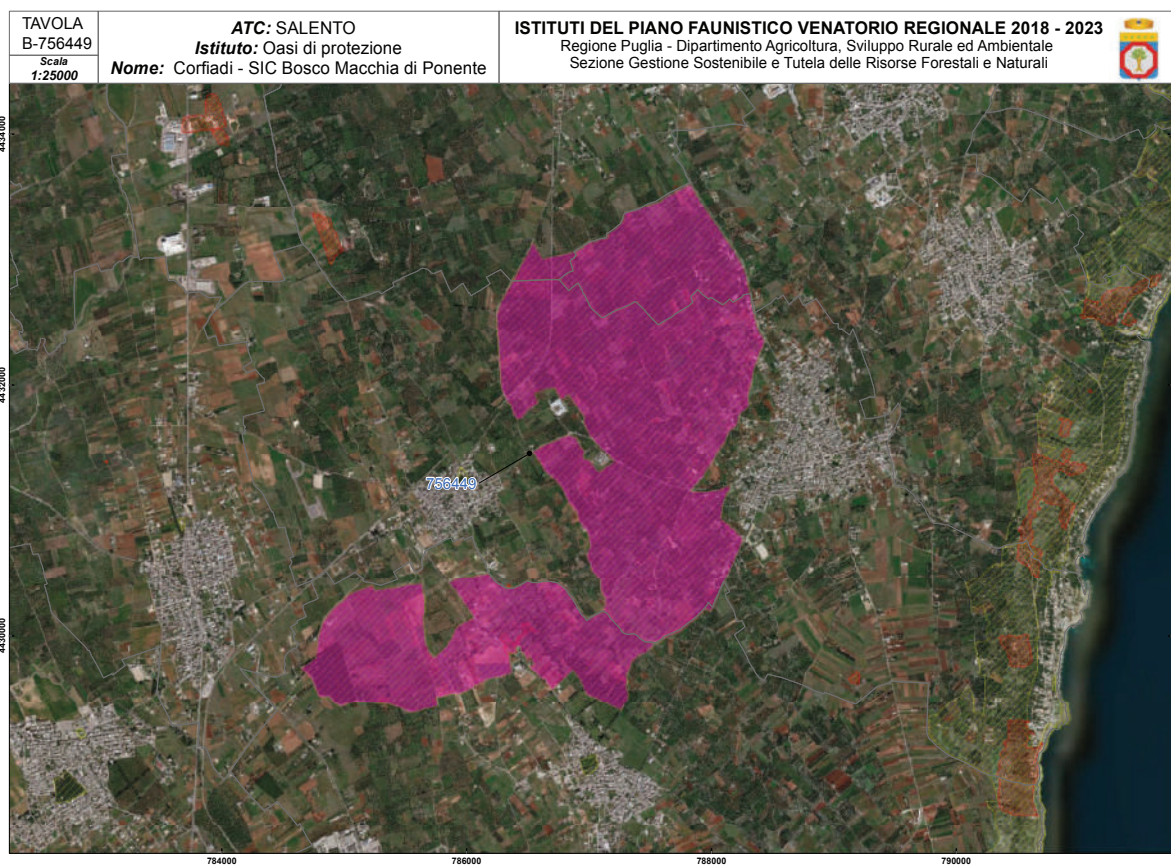 TAVOLA
B-756449
Scala
1:25000
ATC: SALENTO
Istituto: Oasi di protezione
Nome: Corfiadi - SIC Bosco Macchia di Ponente
ISTITUTI DEL PIANO FAUNISTICO VENATORIO REGIONALE 2018 - 2023
Regione Puglia - Dipartimento Agricoltura, Sviluppo Rurale ed Ambientale
Sezione Gestione Sostenibile e Tutela delle Risorse Forestali e Naturali
4434000
4432000
756449
4430000
784000
786000
788000
790000